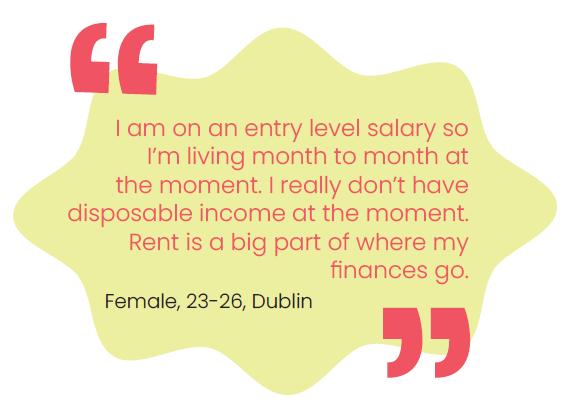 “
I am on an entry level salary so
I’m living month to month at
the moment. I really don’t have
disposable income at the moment.
Rent is a big part of where my
finances go.
Female, 23-26, Dublin
”